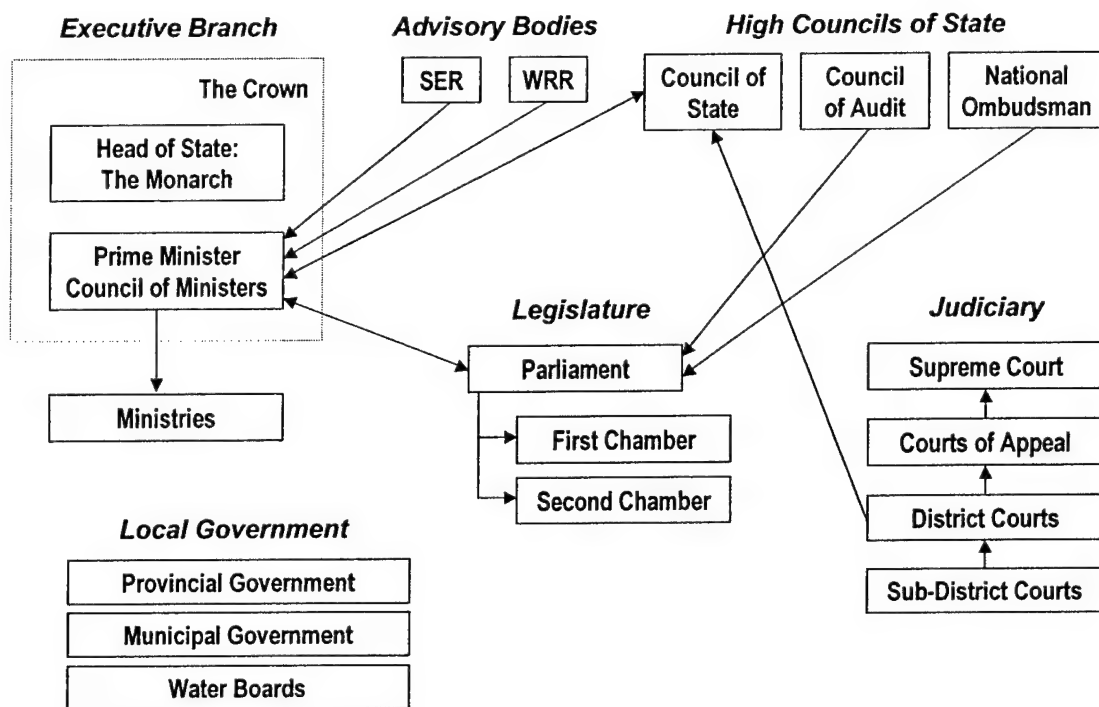 Executive Branch
Advisory Bodies
High Councils of State
The Crown
SER
WRR
Council of
State
Council
of Audit
National
Ombudsman
Head of State:
The Monarch
Prime Minister
Council of Ministers
Legislature
Judiciary
Parliament
Supreme Court
Ministries
First Chamber
Courts of Appeal
Second Chamber
District Courts
Local Government
Provincial Government
Sub-District Courts
Municipal Government
Water Boards